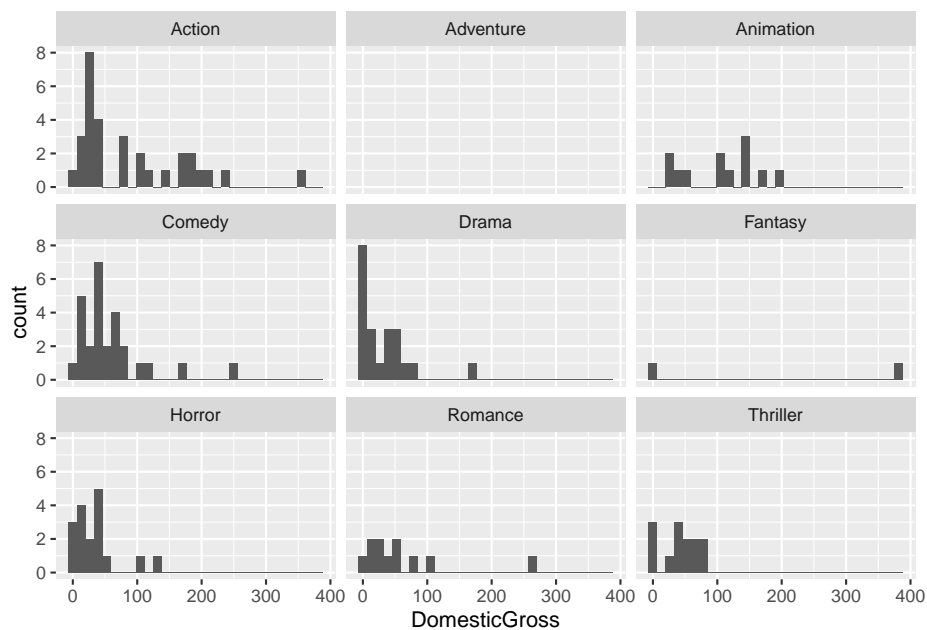 Action Adventure Animation
8
6
4
2
0
Comedy Drama Fantasy
8
6
4
2
0
count
Horror Romance Thriller
8
6
4
2
0
0 100 200 300 400 0 100 200 300 400 0 100 200 300 400
DomesticGross